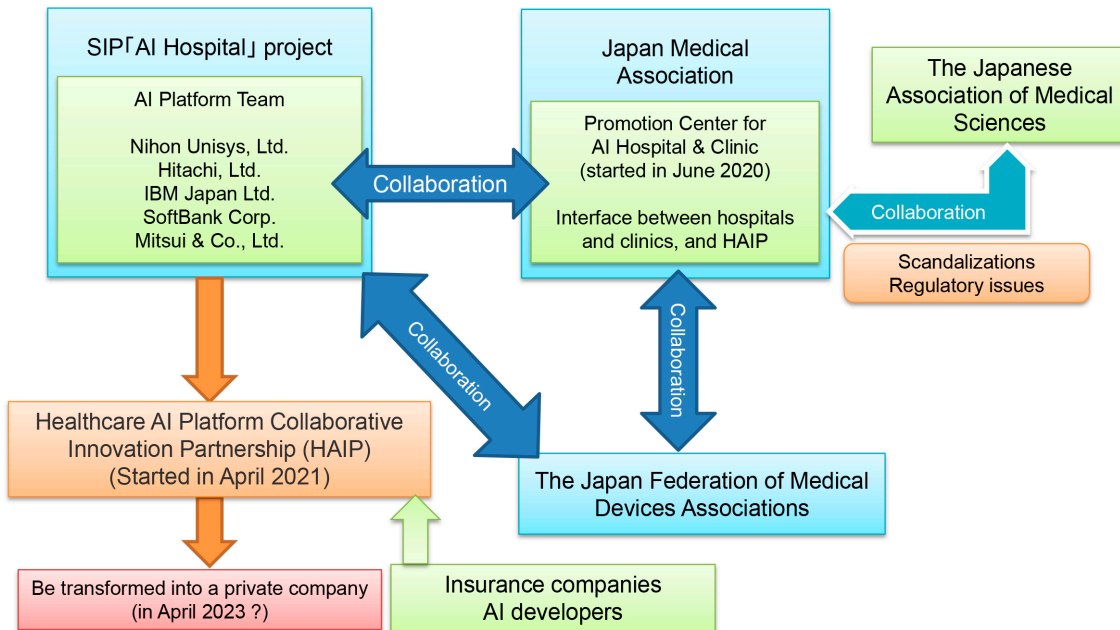 SIP「AI Hospital」 project
AI Platform Team
Nihon Unisys, Ltd.
Hitachi, Ltd.
IBM Japan Ltd.
SoftBank Corp.
Mitsui & Co., Ltd.
Collaboration
Japan Medical
Association
Promotion Center for
AI Hospital & Clinic
(started in June 2020)
Interface between hospitals
and clinics, and HAIP
The Japanese
Association of Medical
Sciences
Collaboration
Scandalizations
Regulatory issues
Collaboration
Collaboration
Healthcare AI Platform Collaborative
Innovation Partnership (HAIP)
(Started in April 2021)
The Japan Federation of Medical
Devices Associations
Be transformed into a private company
(in April 2023 ?)
Insurance companies
AI developers